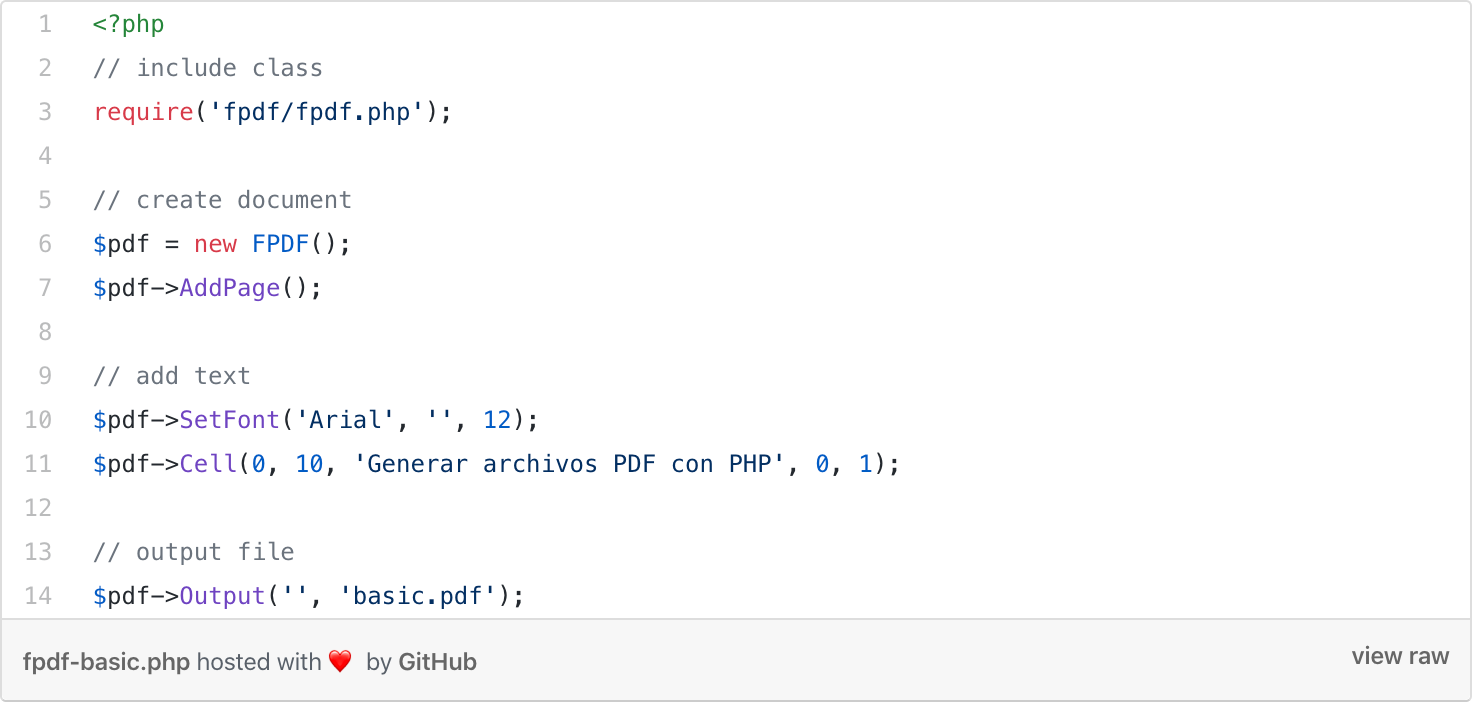 1 <?php
2 // include class
3 require('fpdf/fpdf.php');
4
5 // create document
6 $pdf = new FPDF();
7 $pdf->AddPage();
8
9 // add text
10 $pdf->SetFont('Arial', '', 12);
11 $pdf->Cell(0, 10, 'Generar archivos PDF con PHP', 0, 1);
12
13 // output file
14 $pdf->Output('', 'basic.pdf');
fpdf-basic.php hosted with ❤ by GitHub view raw